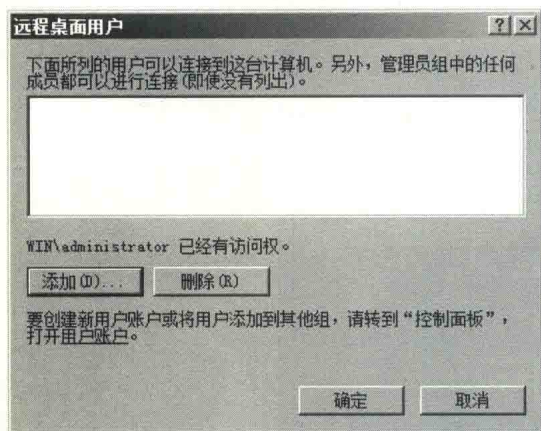 远程桌面用户
下面所列的用户可以连接到这台计算机。另外，管理员组中的任何
成员都可以进行连接(即使没有列出)。
WIN\administrator 已经有访问权。
添加(D)... 删除(R)
要创建新用户账户或将用户添加到其他组，请转到“控制面板”，
打开用户账户。
确定 取消